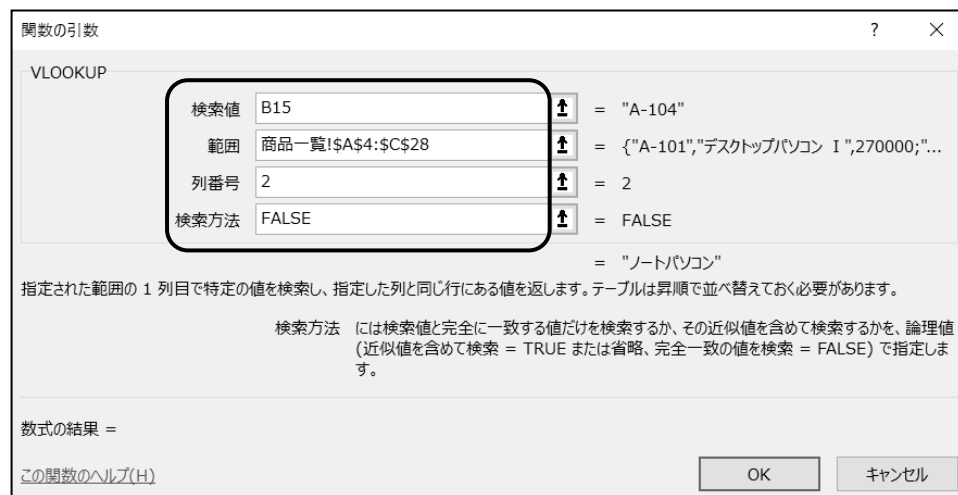 関数の引数 ? ×
VLOOKUP
検索値 B15 = "A-104"
範囲 商品一覧!$A$4:$C$28 = {"A-101","デスクトップパソコン Ⅰ",270000;"...
列番号 2 = 2
検索方法 FALSE = FALSE
= "ノートパソコン"
指定された範囲の 1 列目で特定の値を検索し、指定した列と同じ行にある値を返します。テーブルは昇順で並べ替えておく必要があります。
検索方法 には検索値と完全に一致する値だけを検索するか、その近似値を含めて検索するかを、論理値
(近似値を含めて検索 = TRUE または省略、完全一致の値を検索 = FALSE) で指定しま
す。
数式の結果 =
この関数のヘルプ(H) OK キャンセル